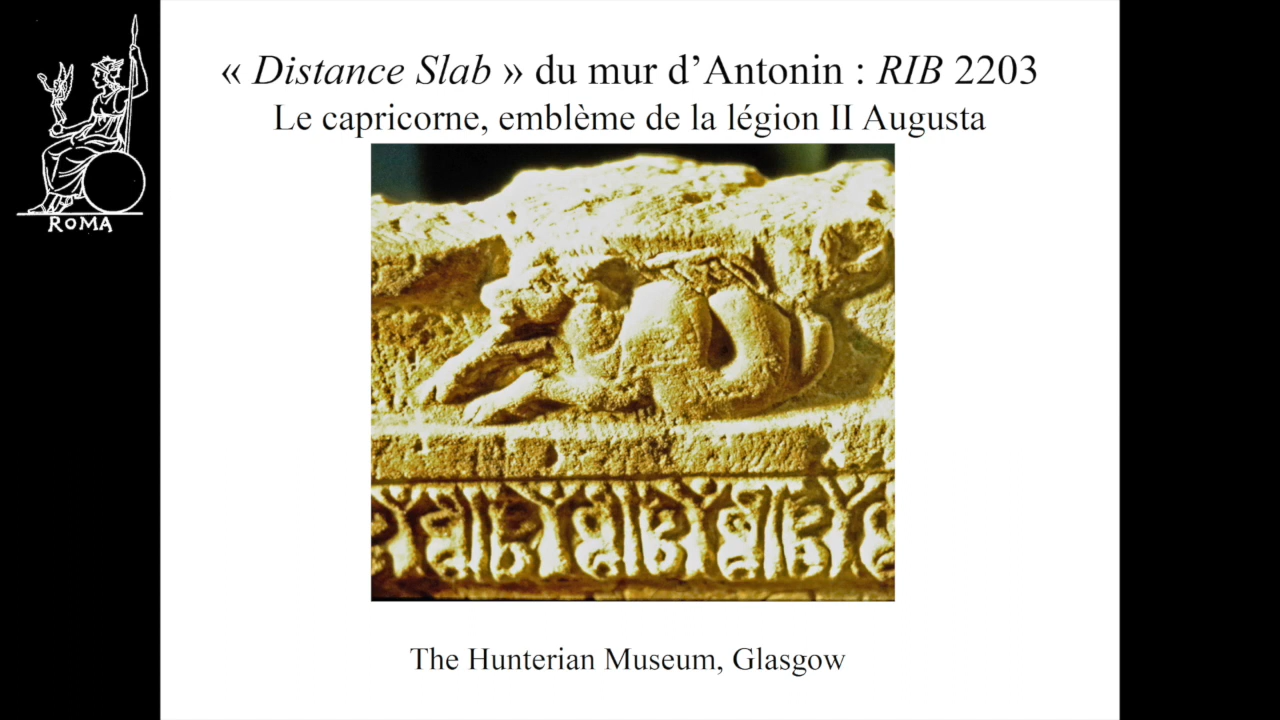 ROMA
« Distance Slab » du mur d’Antonin : RIB 2203
Le capricorne, emblème de la légion II Augusta
The Hunterian Museum, Glasgow